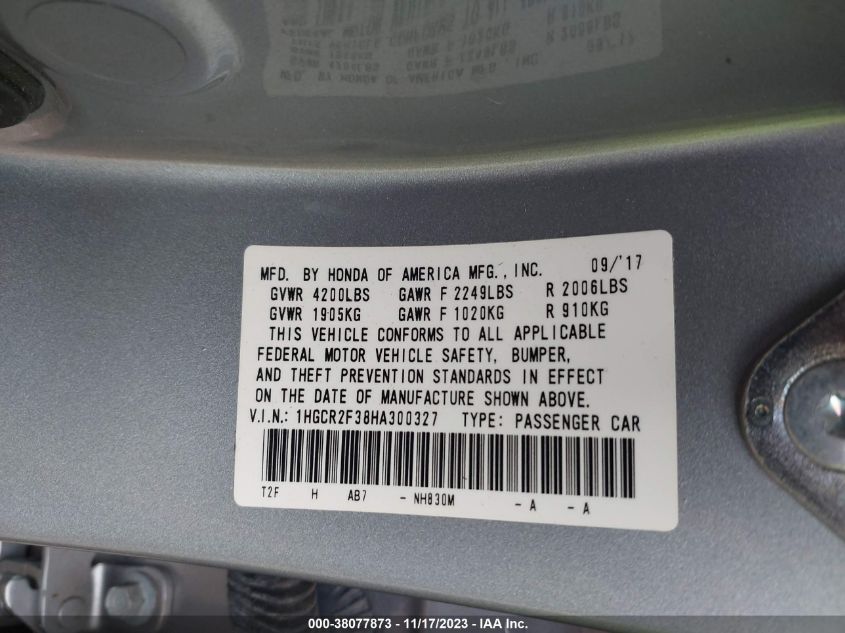 MFD. BY HONDA OF AMERICA MFG., INC. 09/'17
GVWR 4200LBS GAWR F 2249LBS R 2006LBS
GVWR 1905KG GAWR F 1020KG R 910KG
THIS VEHICLE CONFORMS TO ALL APPLICABLE
FEDERAL MOTOR VEHICLE SAFETY, BUMPER,
AND THEFT PREVENTION STANDARDS IN EFFECT
ON THE DATE OF MANUFACTURE SHOWN ABOVE.
V.I.N.: 1HGCR2F38HA300327 TYPE: PASSENGER CAR
T2F H AB7 - NH830M - A - A
000-38077873 - 11/17/2023 - IAA Inc.